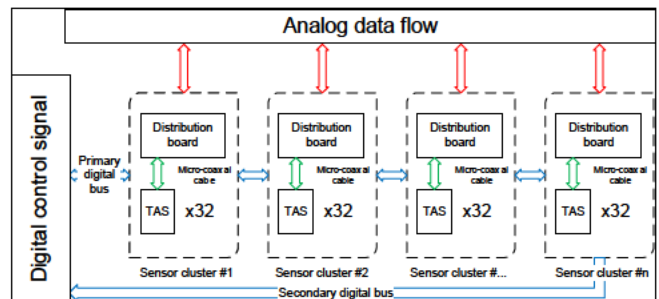 Analog data flow
Digital control signal
Primary
digital
bus
Distribution
board
Micro-coaxial
cable
TAS
x32
Sensor cluster #1
Distribution
board
Micro-coaxial
cable
TAS
x32
Sensor cluster #2
Distribution
board
Micro-coaxial
cable
TAS
x32
Sensor cluster #...
Distribution
board
Micro-coaxial
cable
TAS
x32
Sensor cluster #n
Secondary digital bus